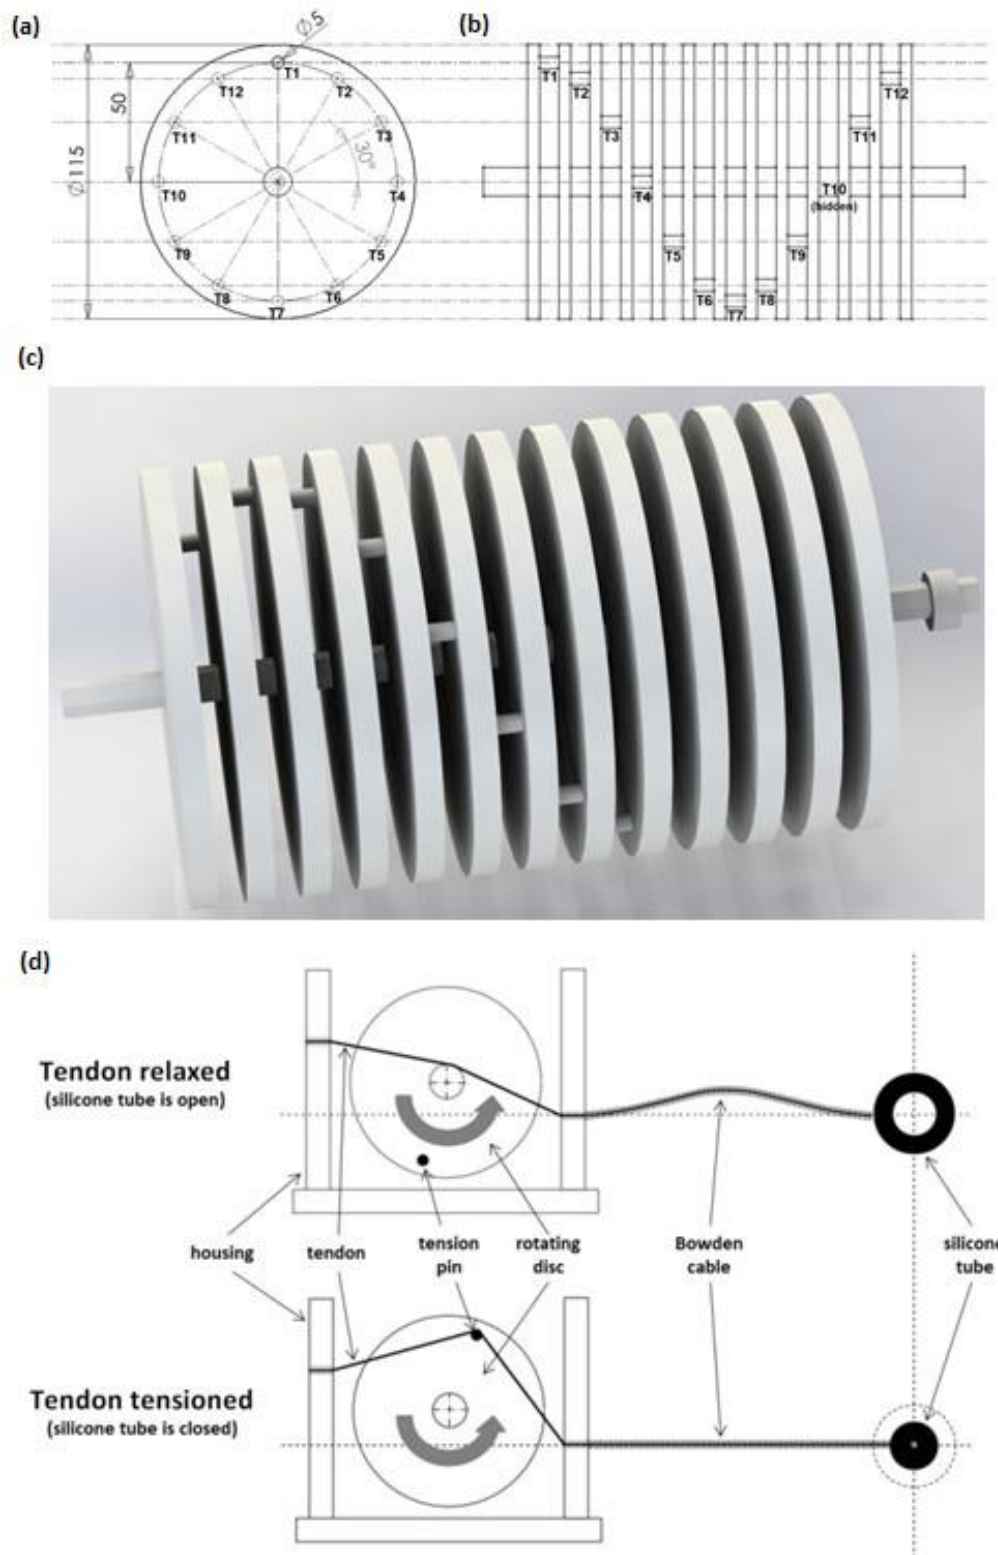 (a)
Ø5
T1
T12
T2
T11
T3
50
Ø115
30°
T10
T4
T9
T5
T8
T6
T7
(b)
T1
T2
T12
T3
T11
T4
T10
(hidden)
T5
T9
T6
T8
T7
(c)
(d)
Tendon relaxed
(silicone tube is open)
housing
tendon
tension
pin
rotating
disc
Bowden
cable
silicone
tube
Tendon tensioned
(silicone tube is closed)